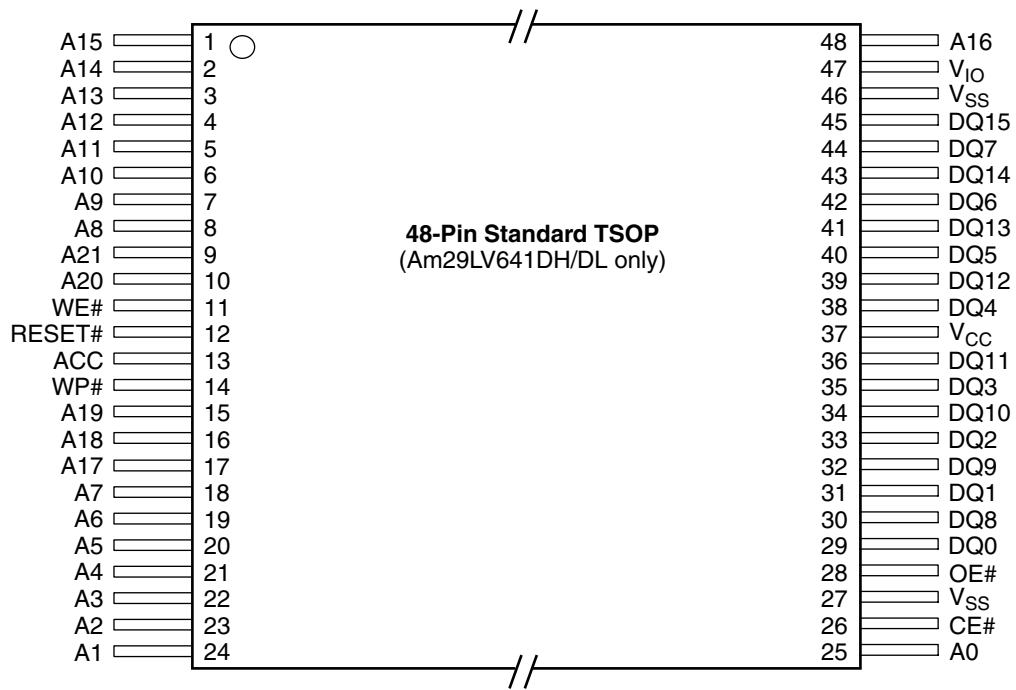 A15 1 48 A16
A14 2 47 VIO
A13 3 46 VSS
A12 4 45 DQ15
A11 5 44 DQ7
A10 6 43 DQ14
A9 7 42 DQ6
A8 8 41 DQ13
A21 9 40 DQ5
A20 10 39 DQ12
WE# 11 38 DQ4
RESET# 12 37 VCC
ACC 13 36 DQ11
WP# 14 35 DQ3
A19 15 34 DQ10
A18 16 33 DQ2
A17 17 32 DQ9
A7 18 31 DQ1
A6 19 30 DQ8
A5 20 29 DQ0
A4 21 28 OE#
A3 22 27 VSS
A2 23 26 CE#
A1 24 25 A0
48-Pin Standard TSOP
(Am29LV641DH/DL only)